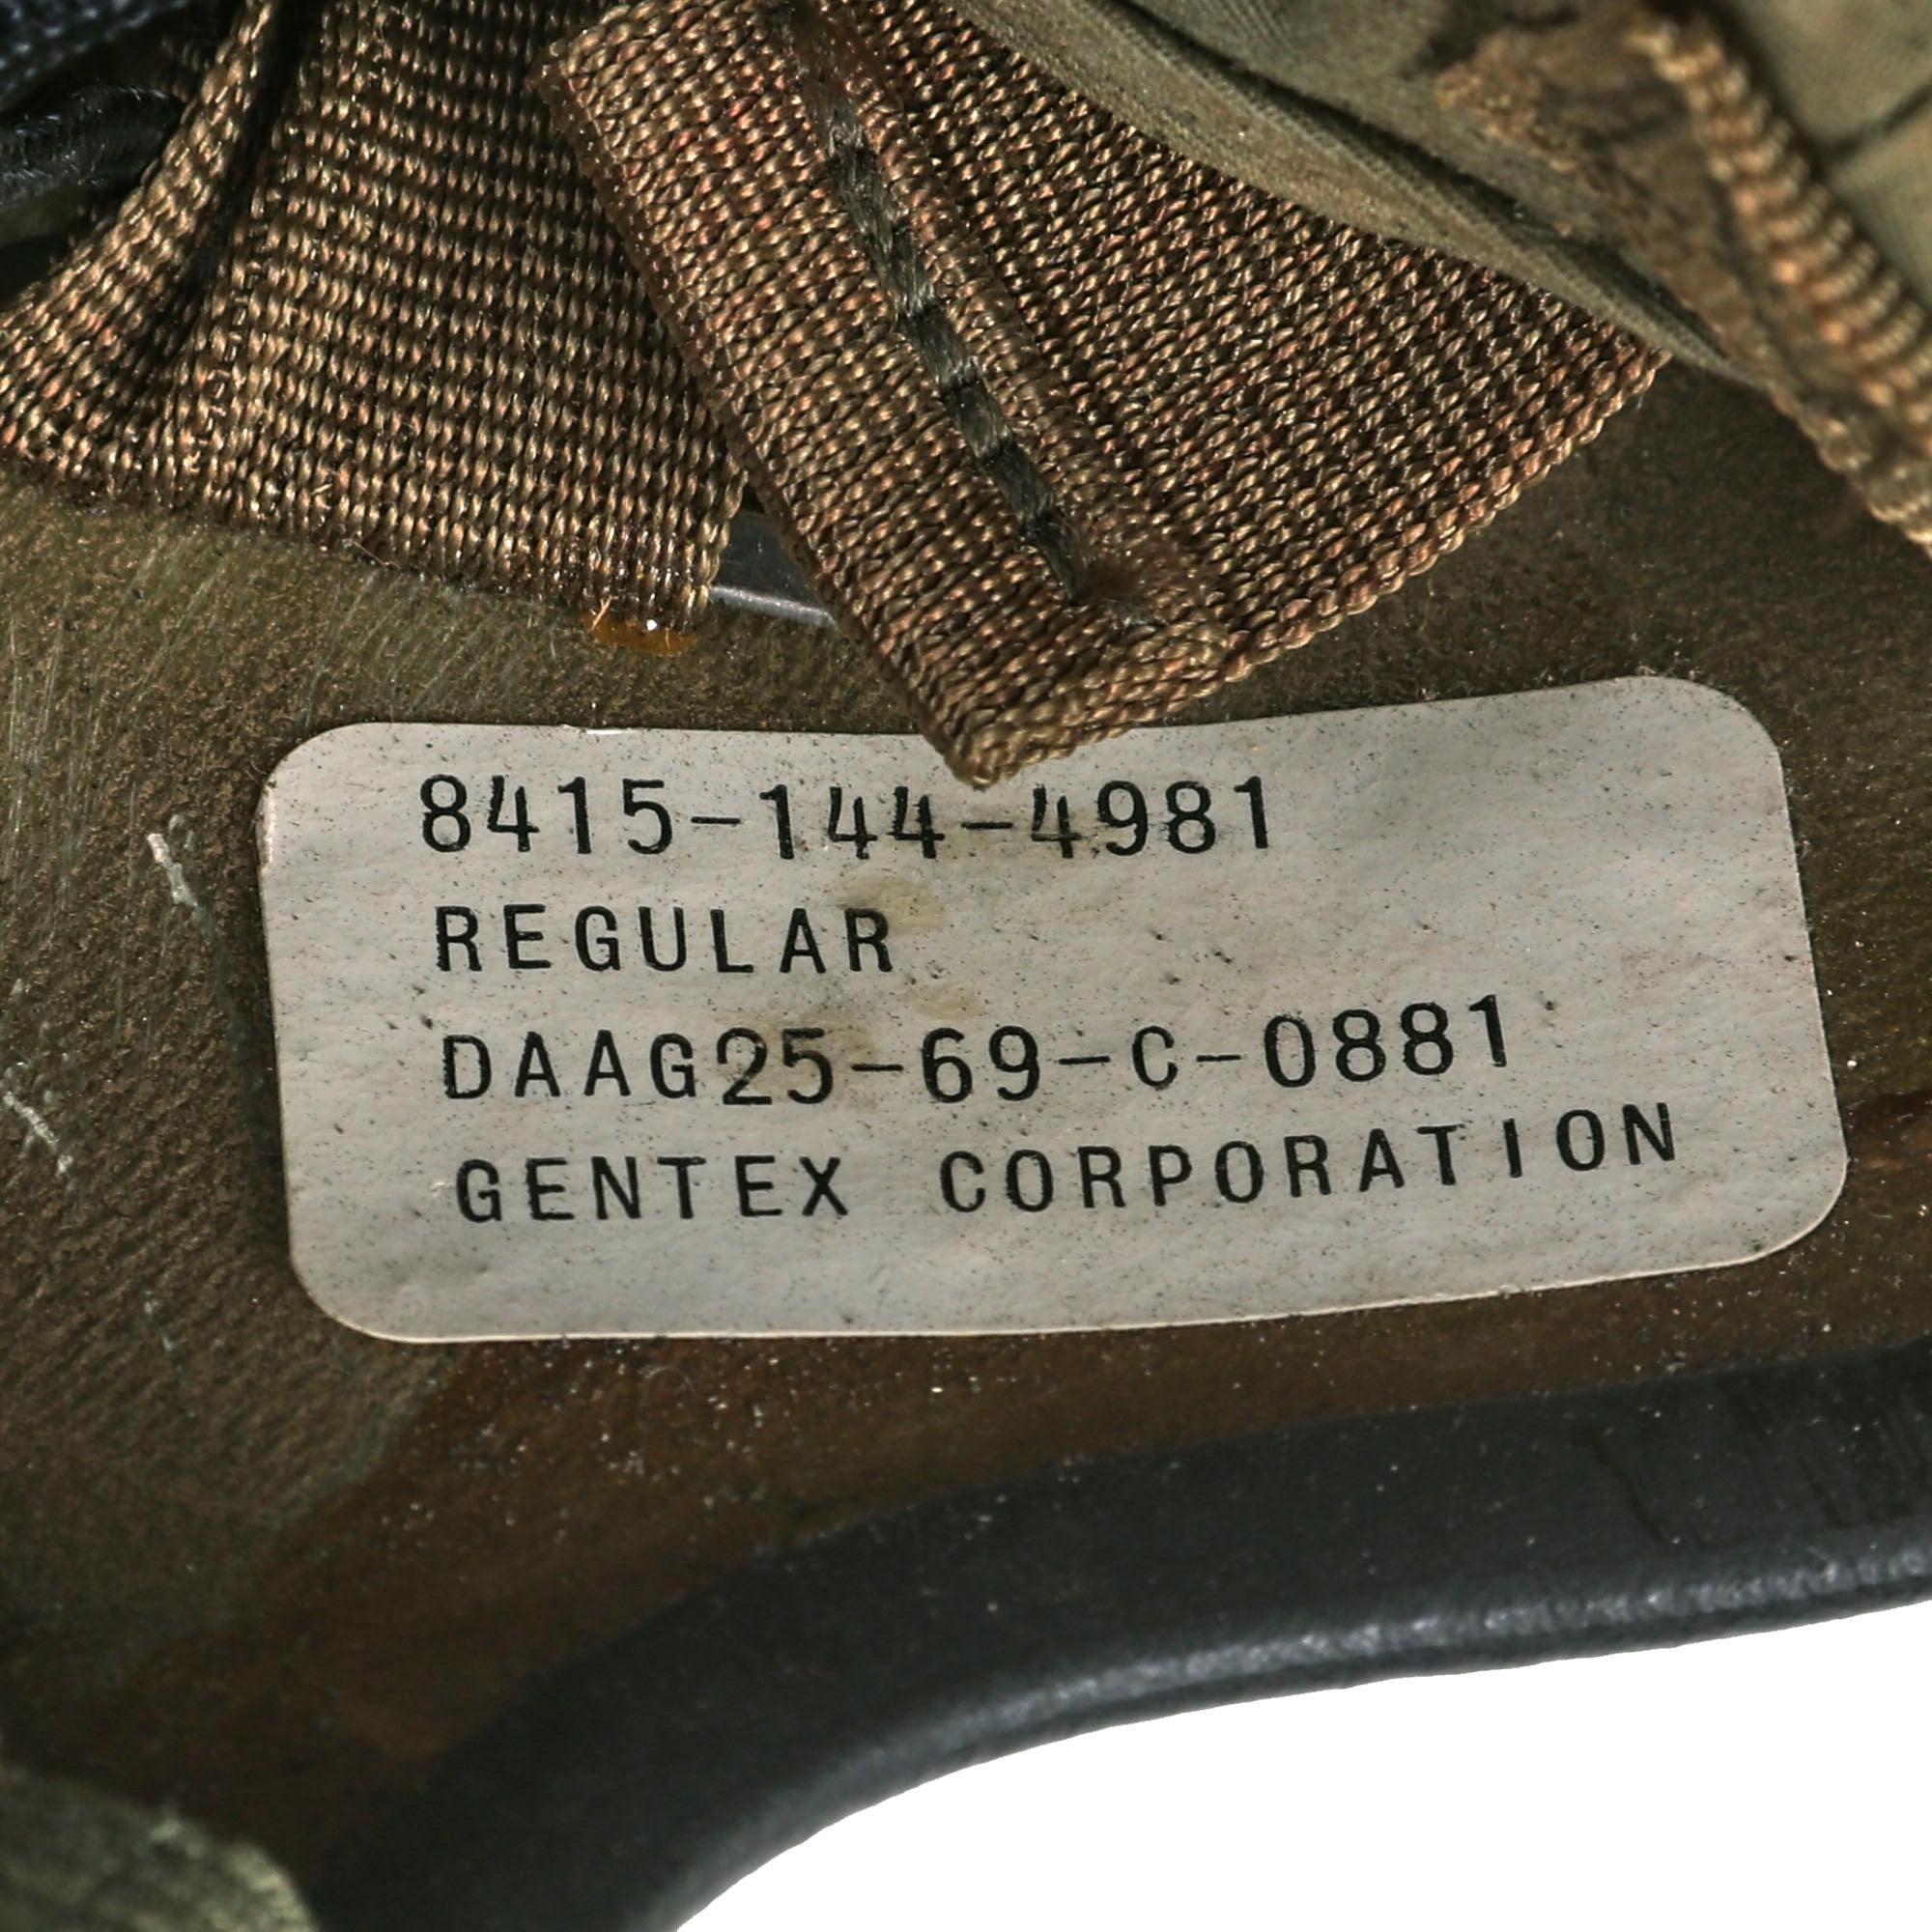 8415-144-4981
REGULAR
DAAG25-69-C-0881
GENTEX CORPORATION